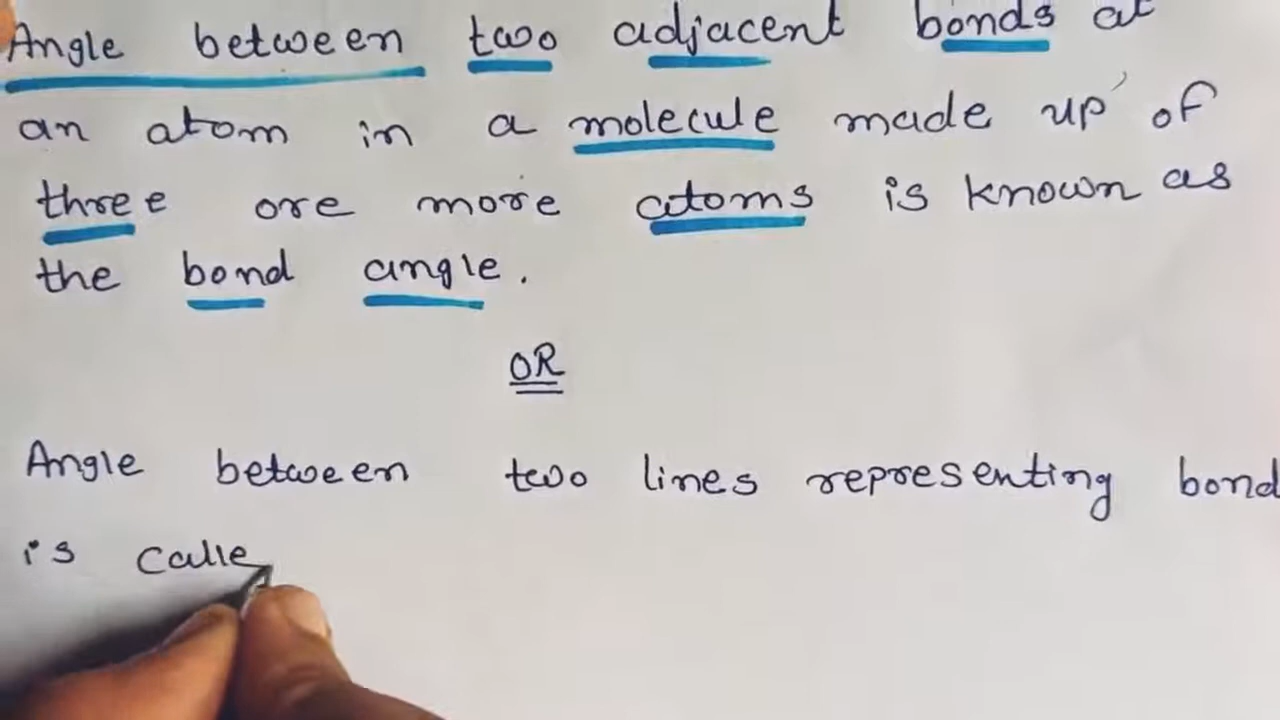 Angle between two adjacent bonds at
an atom in a molecule made up of
three ore more atoms is known as
the bond angle.
OR
Angle between two lines representing bond
is calle